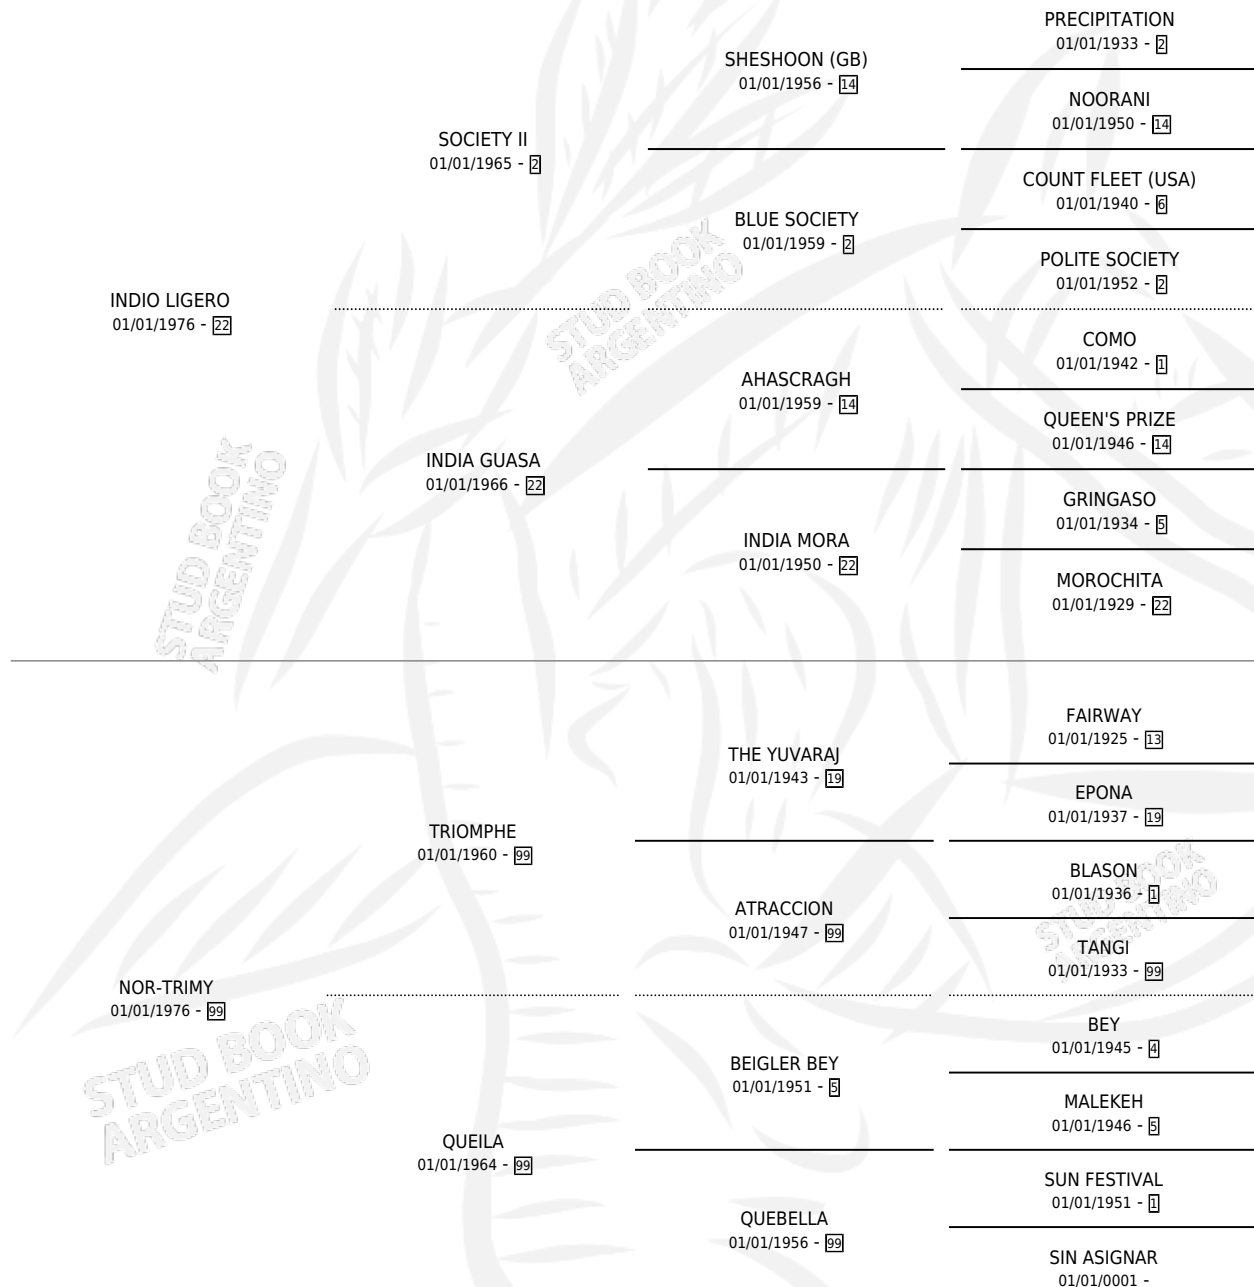 PRECIPITATION
01/01/1933 - 2
SHESHOON (GB)
01/01/1956 - 14
NOORANI
01/01/1950 - 14
SOCIETY II
01/01/1965 - 2
COUNT FLEET (USA)
01/01/1940 - 6
BLUE SOCIETY
01/01/1959 - 2
POLITE SOCIETY
01/01/1952 - 2
INDIO LIGERO
01/01/1976 - 22
COMO
01/01/1942 - 1
AHASCRAGH
01/01/1959 - 14
QUEEN'S PRIZE
01/01/1946 - 14
INDIA GUASA
01/01/1966 - 22
GRINGASO
01/01/1934 - 5
INDIA MORA
01/01/1950 - 22
MOROCHITA
01/01/1929 - 22
FAIRWAY
01/01/1925 - 13
THE YUVARAJ
01/01/1943 - 19
EPONA
01/01/1937 - 19
TRIOMPHE
01/01/1960 - 99
BLASON
01/01/1936 - 1
ATRACCION
01/01/1947 - 99
TANGI
01/01/1933 - 99
NOR-TRIMY
01/01/1976 - 99
BEY
01/01/1945 - 4
BEIGLER BEY
01/01/1951 - 5
MALEKEH
01/01/1946 - 5
QUEILA
01/01/1964 - 99
SUN FESTIVAL
01/01/1951 - 1
QUEBELLA
01/01/1956 - 99
SIN ASIGNAR
01/01/0001 -
STUD BOOK
ARGENTINO
STUD BOOK
ARGENTINO
STUD BOOK
ARGENTINO
STUD BOOK
ARGENTINO